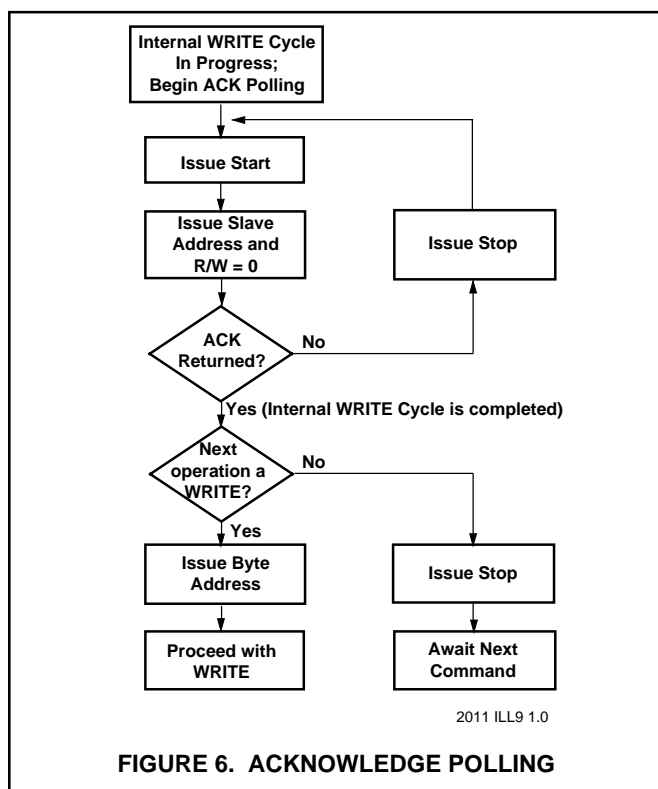 Internal WRITE Cycle
In Progress;
Begin ACK Polling
Issue Start
Issue Slave
Address and
R/W = 0
Issue Stop
ACK
Returned?
No
Yes (Internal WRITE Cycle is completed)
Next
operation a
WRITE?
No
Yes
Issue Byte
Address
Issue Stop
Proceed with
WRITE
Await Next
Command
2011 ILL9 1.0
FIGURE 6. ACKNOWLEDGE POLLING